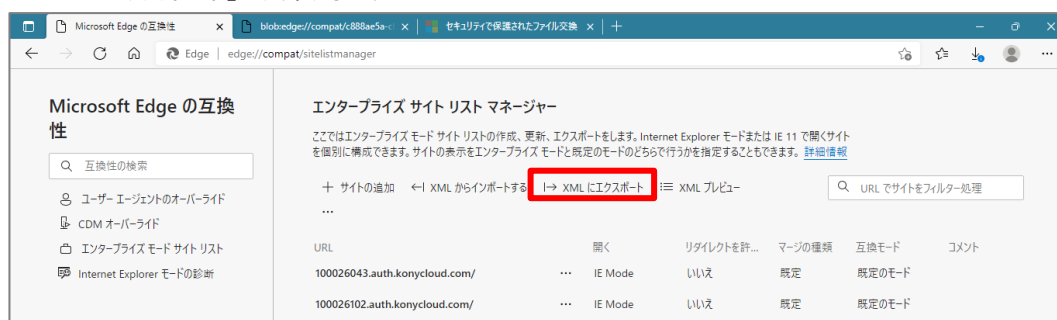 Microsoft Edge の互換性
blob:edge://compat/c888ae5a-c
セキュリティで保護されたファイル交換
Edge
edge://compat/sitelistmanager
Microsoft Edge の互換
性
互換性の検索
ユーザー エージェントのオーバーライド
CDM オーバーライド
エンタープライズ モード サイト リスト
Internet Explorer モードの診断
エンタープライズ サイト リスト マネージャー
ここではエンタープライズ モード サイト リストの作成、更新、エクスポートをします。Internet Explorer モードまたは IE 11 で開くサイト
を個別に構成できます。サイトの表示をエンタープライズ モードと既定のモードのどちらで行うかを指定することもできます。 詳細情報
サイトの追加 XML からインポートする XML にエクスポート XML プレビュー URL でサイトをフィルター処理
...
URL 開く リダイレクトを許... マージの種類 互換モード コメント
100026043.auth.konycloud.com/ ... IE Mode いいえ 既定 既定のモード
100026102.auth.konycloud.com/ ... IE Mode いいえ 既定 既定のモード